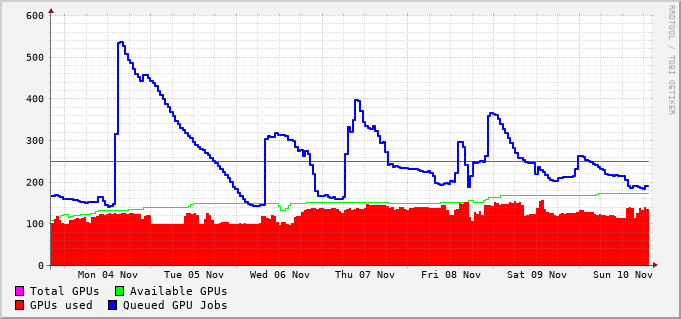 600
500
400
300
200
100
0
Mon 04 Nov Tue 05 Nov Wed 06 Nov Thu 07 Nov Fri 08 Nov Sat 09 Nov Sun 10 Nov
Total GPUs Available GPUs
GPUs used Queued GPU Jobs
RRDTOOL / TOBI OETIKER